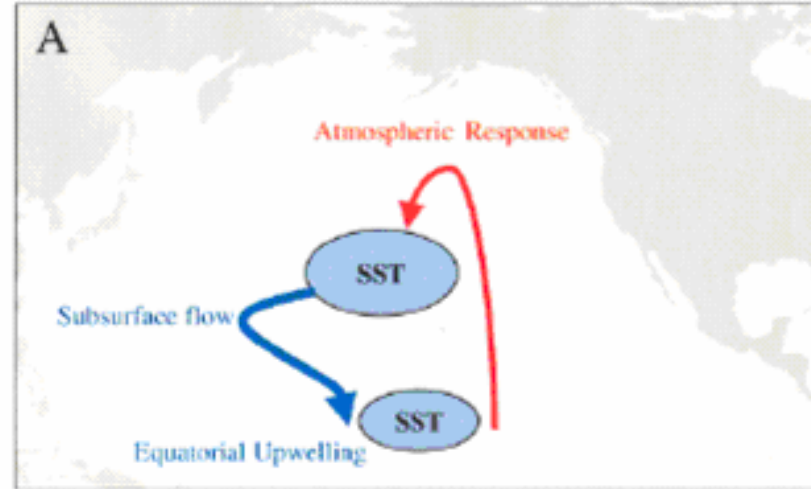 A
Atmospheric Response
SST
Subsurface flow
SST
Equatorial Upwelling